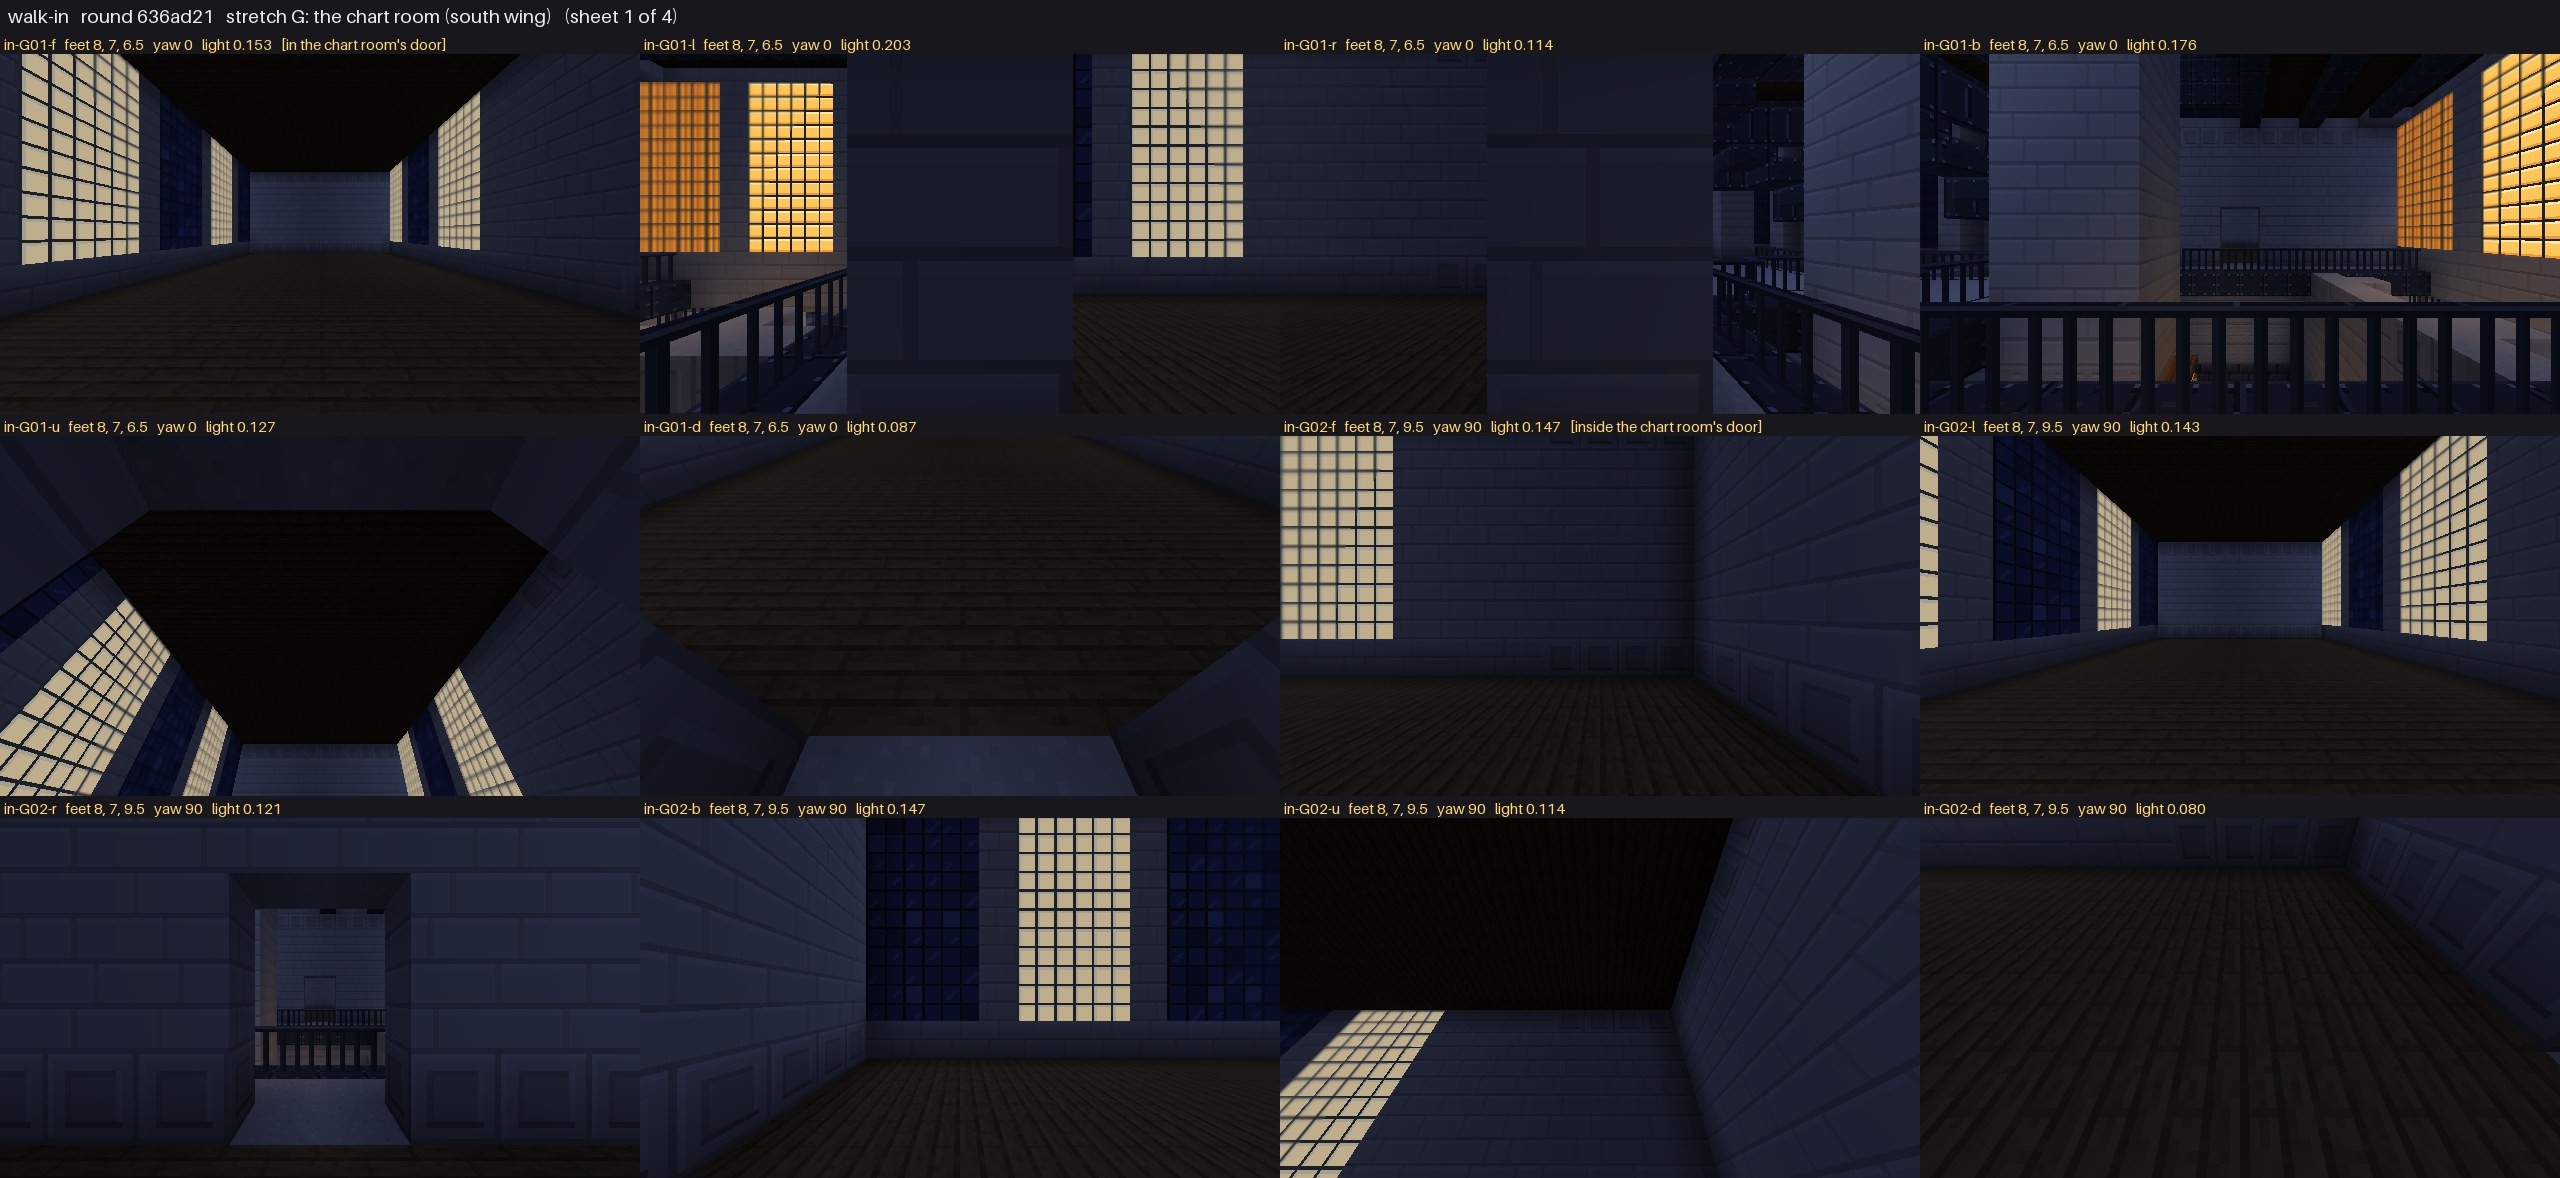 walk-in round 636ad21 stretch G: the chart room (south wing) (sheet 1 of 4)
in-G01-f feet 8, 7, 6.5 yaw 0 light 0.153 [in the chart room's door]
in-G01-l feet 8, 7, 6.5 yaw 0 light 0.203
in-G01-r feet 8, 7, 6.5 yaw 0 light 0.114
in-G01-b feet 8, 7, 6.5 yaw 0 light 0.176
in-G01-u feet 8, 7, 6.5 yaw 0 light 0.127
in-G01-d feet 8, 7, 6.5 yaw 0 light 0.087
in-G02-f feet 8, 7, 9.5 yaw 90 light 0.147 [inside the chart room's door]
in-G02-l feet 8, 7, 9.5 yaw 90 light 0.143
in-G02-r feet 8, 7, 9.5 yaw 90 light 0.121
in-G02-b feet 8, 7, 9.5 yaw 90 light 0.147
in-G02-u feet 8, 7, 9.5 yaw 90 light 0.114
in-G02-d feet 8, 7, 9.5 yaw 90 light 0.080